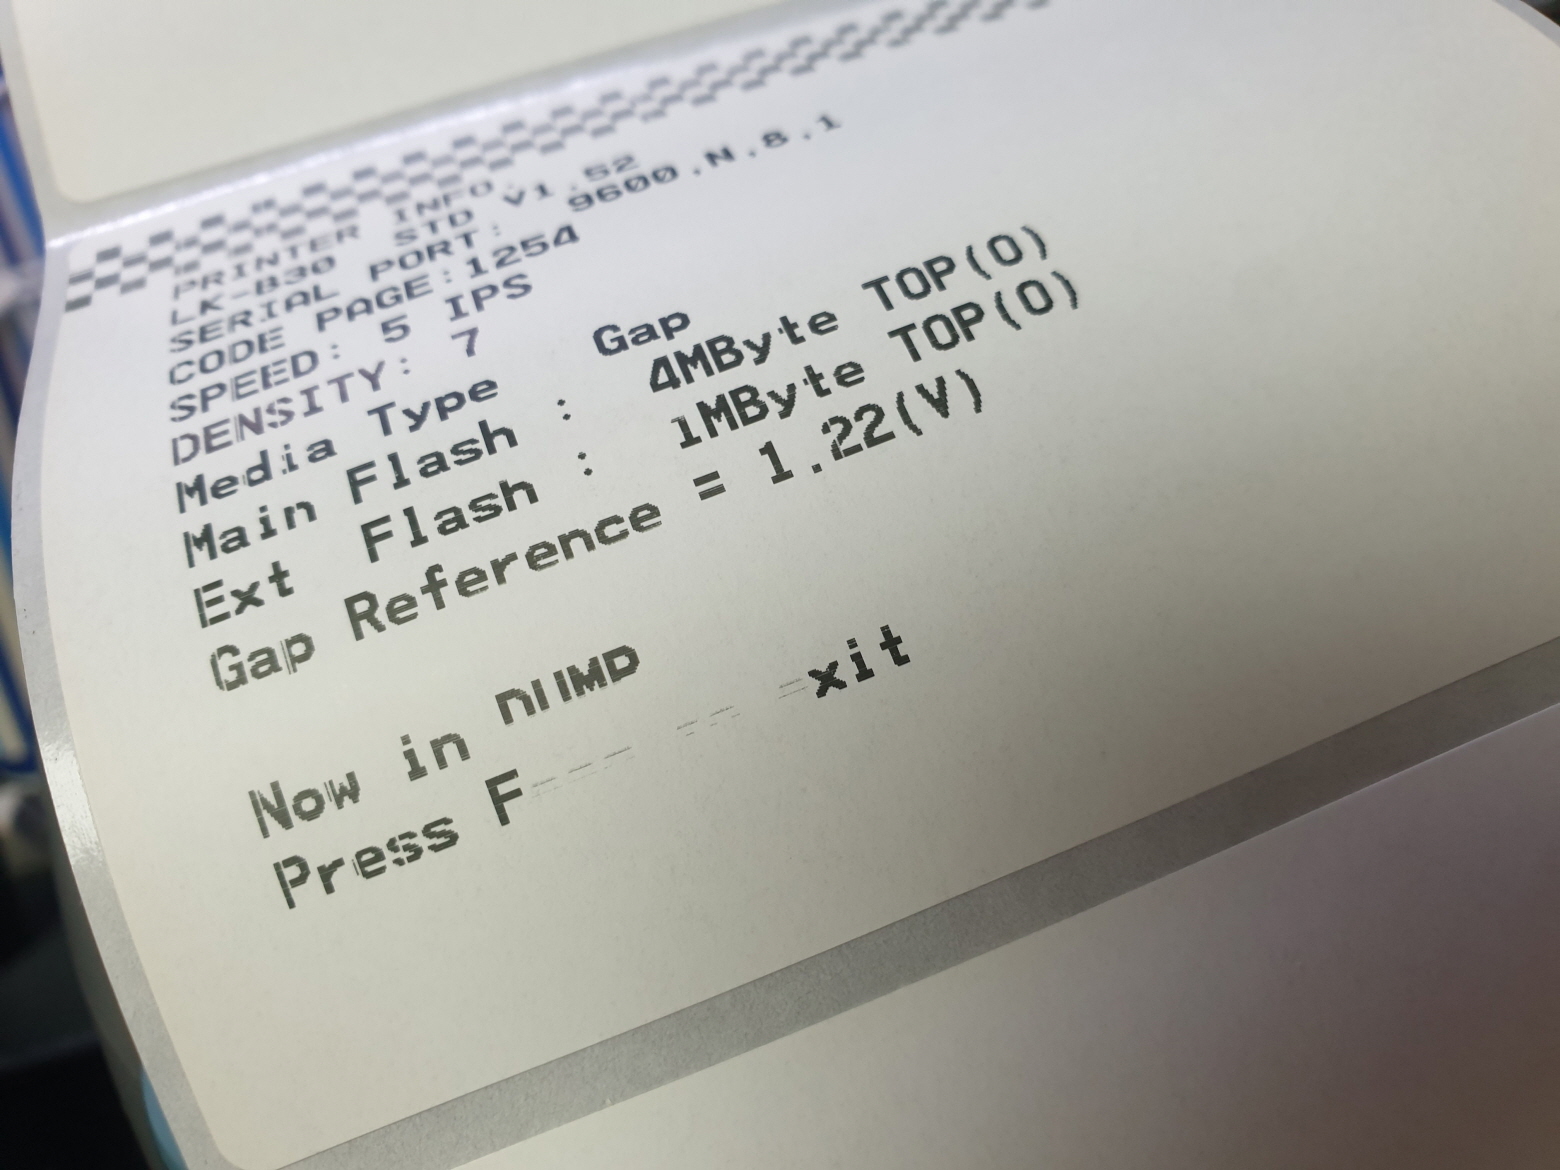 PRINTER INFO.
LK-B30 STD V1.52
SERIAL PORT: 9600.N.8.1
CODE PAGE:1254
SPEED: 5 IPS
DENSITY: 7
Media Type Gap
Main Flash : 4MByte TOP(0)
Ext Flash : 1MByte TOP(0)
Gap Reference = 1.22(V)
Now in DUMP
Press